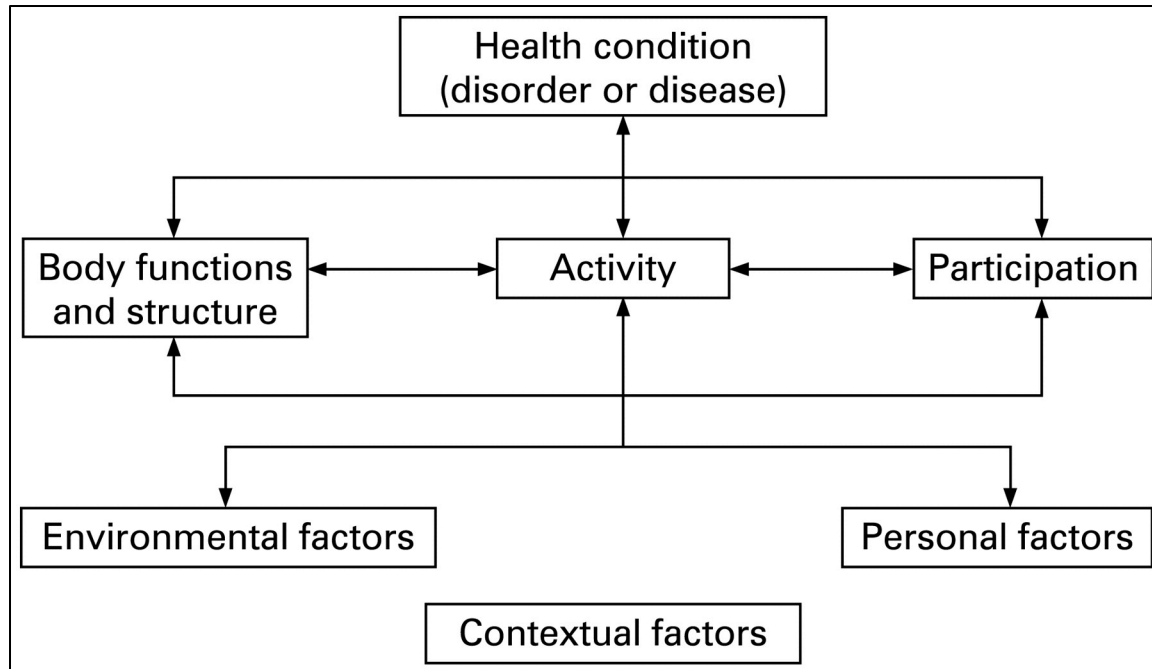 Health condition
(disorder or disease)
Body functions
and structure
Activity
Participation
Environmental factors
Personal factors
Contextual factors